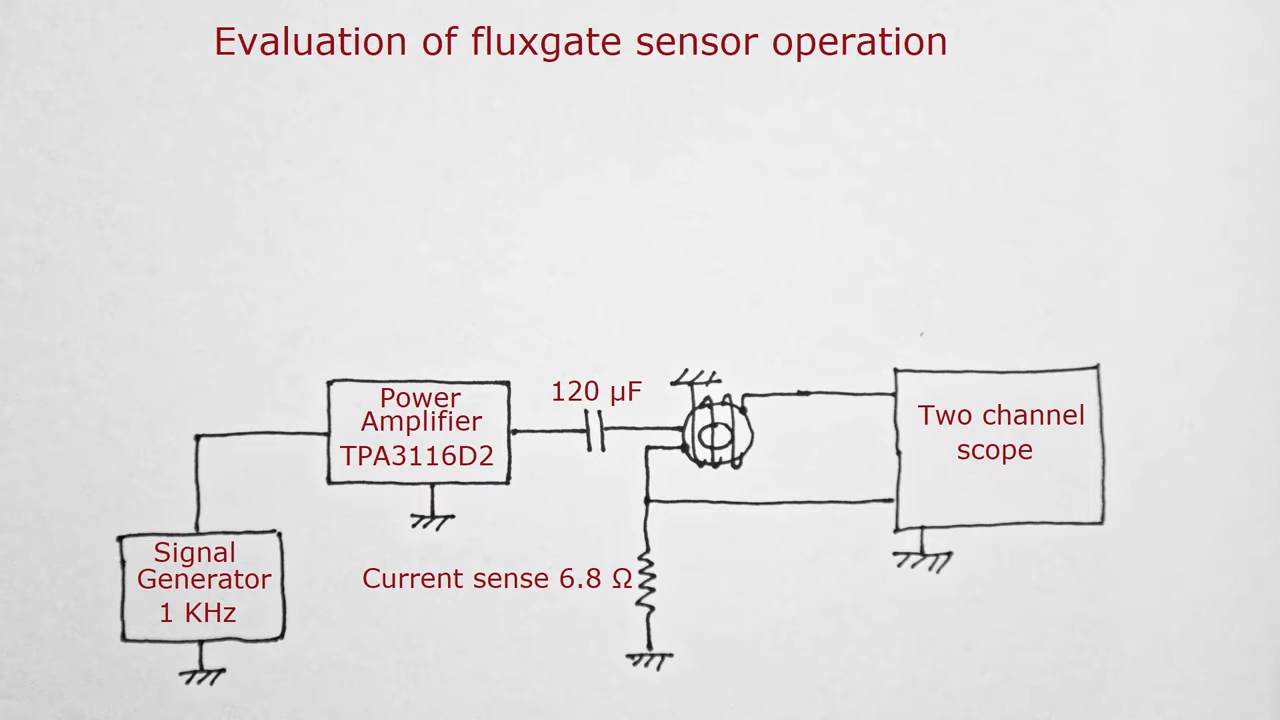 Evaluation of fluxgate sensor operation
120 µF
Power
Amplifier
TPA3116D2
Two channel
scope
Signal
Generator
1 KHz
Current sense 6.8 Ω